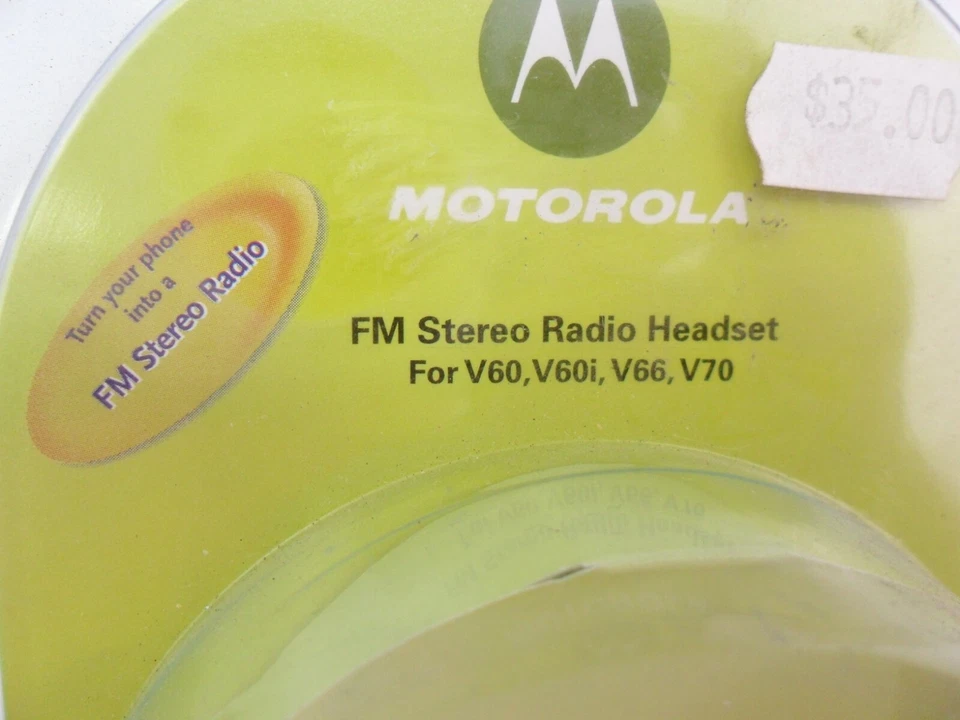 $35.00
MOTOROLA
Turn your phone
into a
FM Stereo Radio
FM Stereo Radio Headset
For V60, V60i, V66, V70